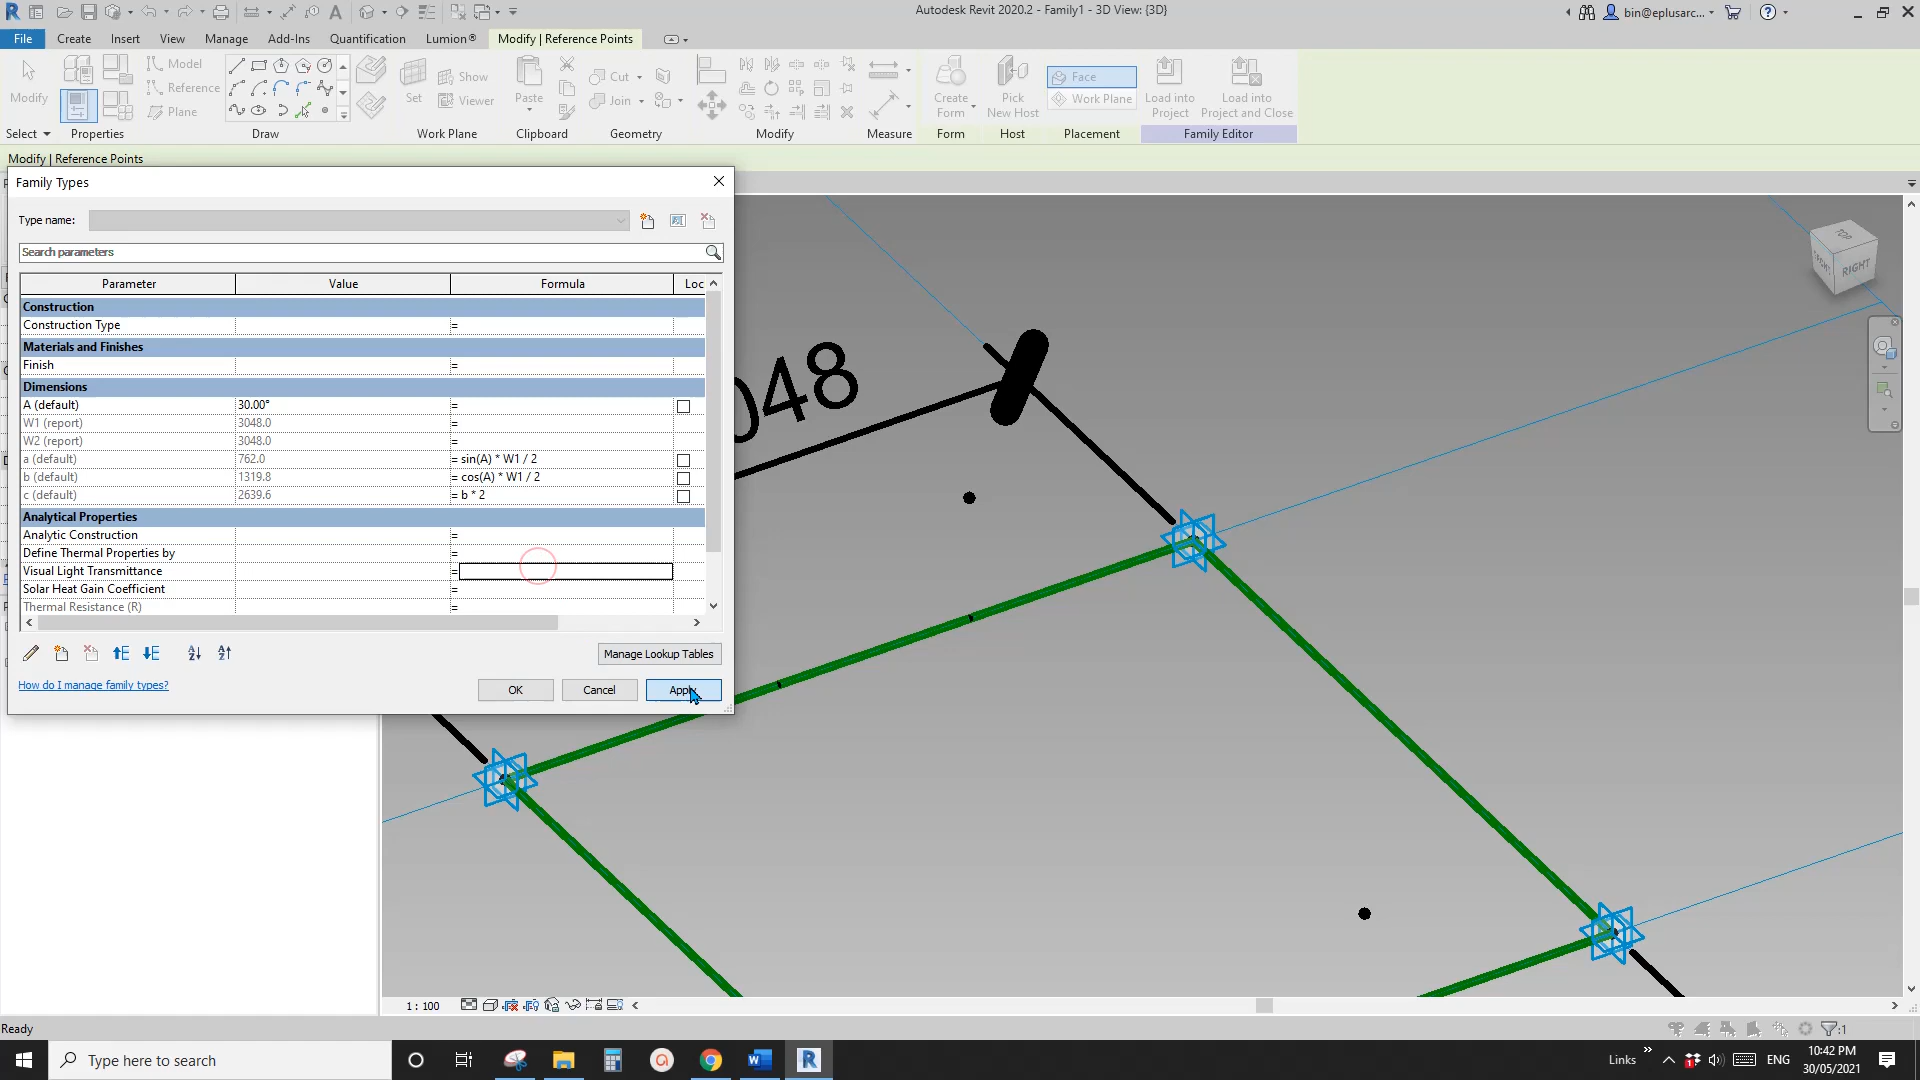 Autodesk Revit 2020.2 - Family1 - 3D View: {3D}
bin@eplusarc...
File Create Insert View Manage Add-Ins Quantification Lumion® Modify | Reference Points
Modify
Model
Reference
Plane
Set
Show
Viewer
Paste
Cut
Join
Create
Form
Pick
New Host
Face
Work Plane
Load into
Project
Load into
Project and Close
Select Properties Draw Work Plane Clipboard Geometry Modify Measure Form Host Placement Family Editor
Modify | Reference Points
Family Types
Type name:
Search parameters
Parameter Value Formula Loc
Construction
Construction Type =
Materials and Finishes
Finish =
Dimensions
A (default) 30.00° =
W1 (report) 3048.0 =
W2 (report) 3048.0 =
a (default) 762.0 = sin(A) * W1 / 2
b (default) 1319.8 = cos(A) * W1 / 2
c (default) 2639.6 = b * 2
Analytical Properties
Analytic Construction =
Define Thermal Properties by =
Visual Light Transmittance =
Solar Heat Gain Coefficient =
Thermal Resistance (R) =
Manage Lookup Tables
How do I manage family types?
OK Cancel Apply
048
TOP
FRONT
RIGHT
1 : 100
Ready
:1
Type here to search
Links
ENG
10:42 PM
30/05/2021